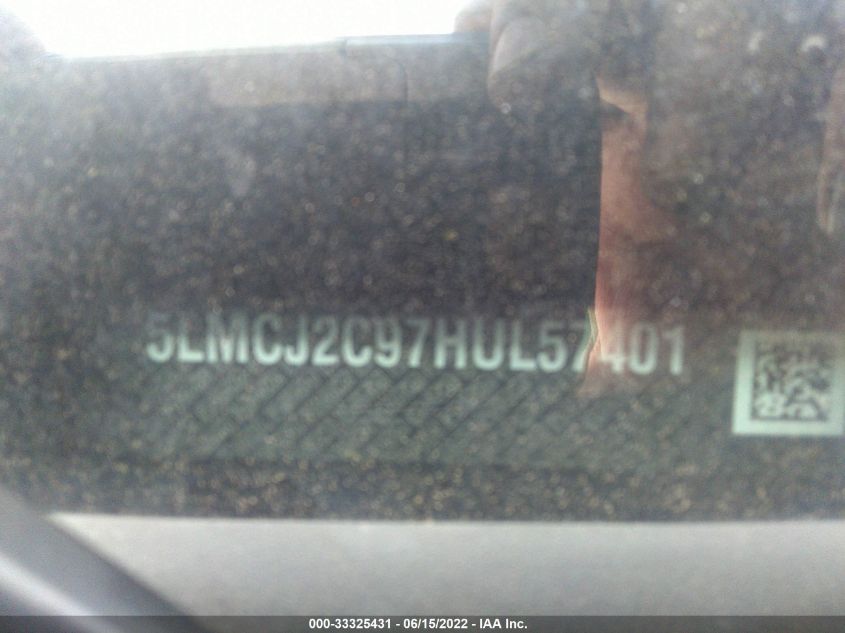 5LMCJ2C97HUL57401
000-33325431 - 06/15/2022 - IAA Inc.